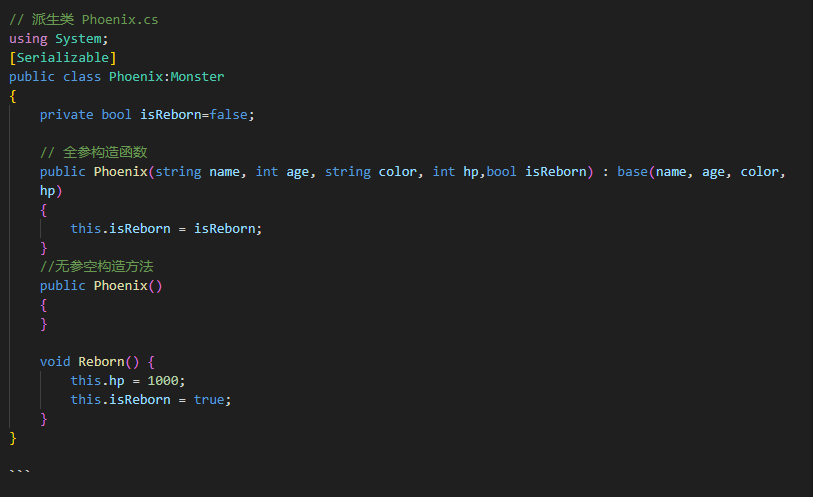 // 派生类 Phoenix.cs
using System;
[Serializable]
public class Phoenix:Monster
{
    private bool isReborn=false;

    // 全参构造函数
    public Phoenix(string name, int age, string color, int hp,bool isReborn) : base(name, age, color,
    hp)
    {
        this.isReborn = isReborn;
    }
    //无参空构造方法
    public Phoenix()
    {
    }

    void Reborn() {
        this.hp = 1000;
        this.isReborn = true;
    }
}

```